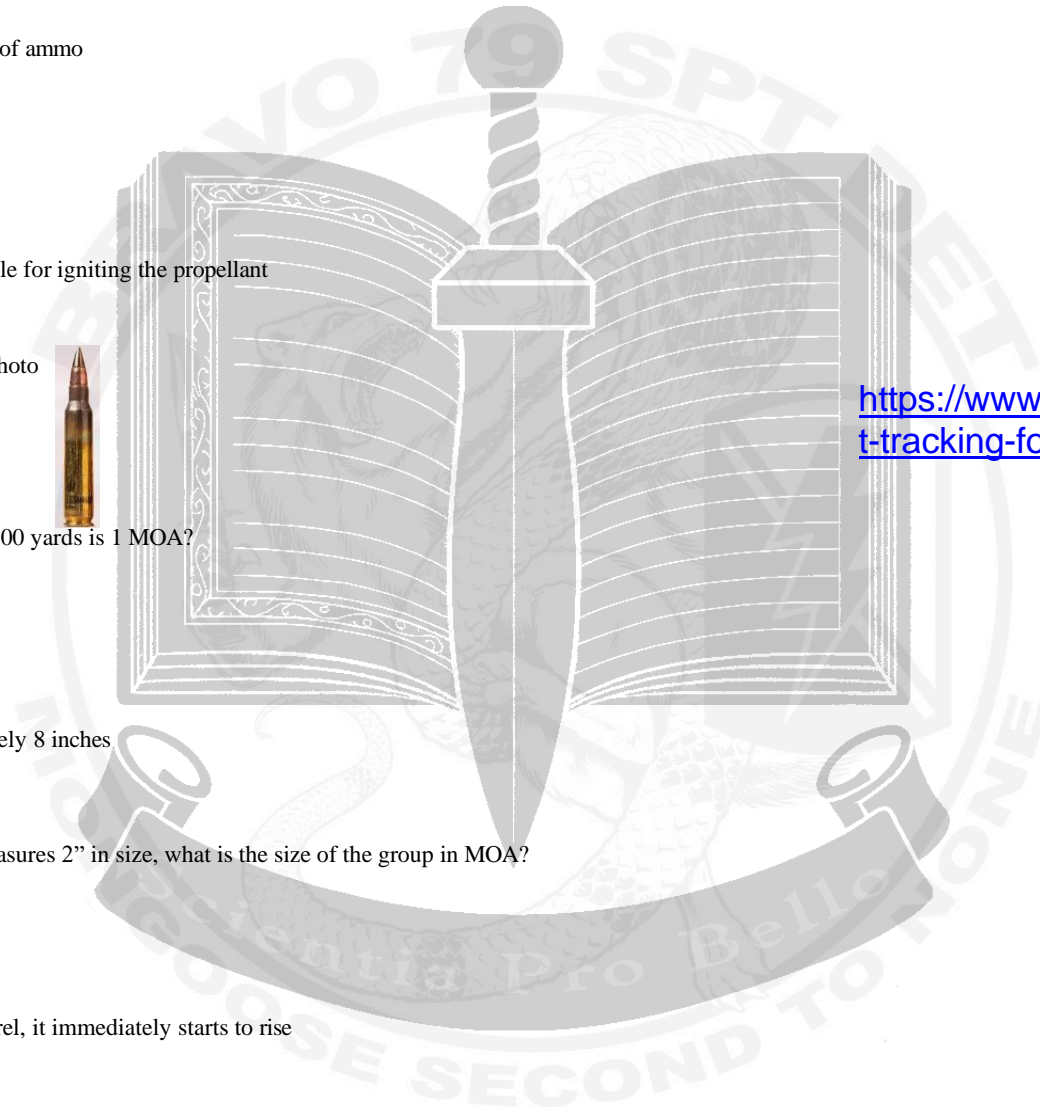 of ammo
BRAVO 79 SPT DET
le for igniting the propellant
hoto
https://www
t-tracking-fo
00 yards is 1 MOA?
ely 8 inches
asures 2” in size, what is the size of the group in MOA?
Scientia Pro Bello
rel, it immediately starts to rise
MONGOOSE SECOND TO NONE